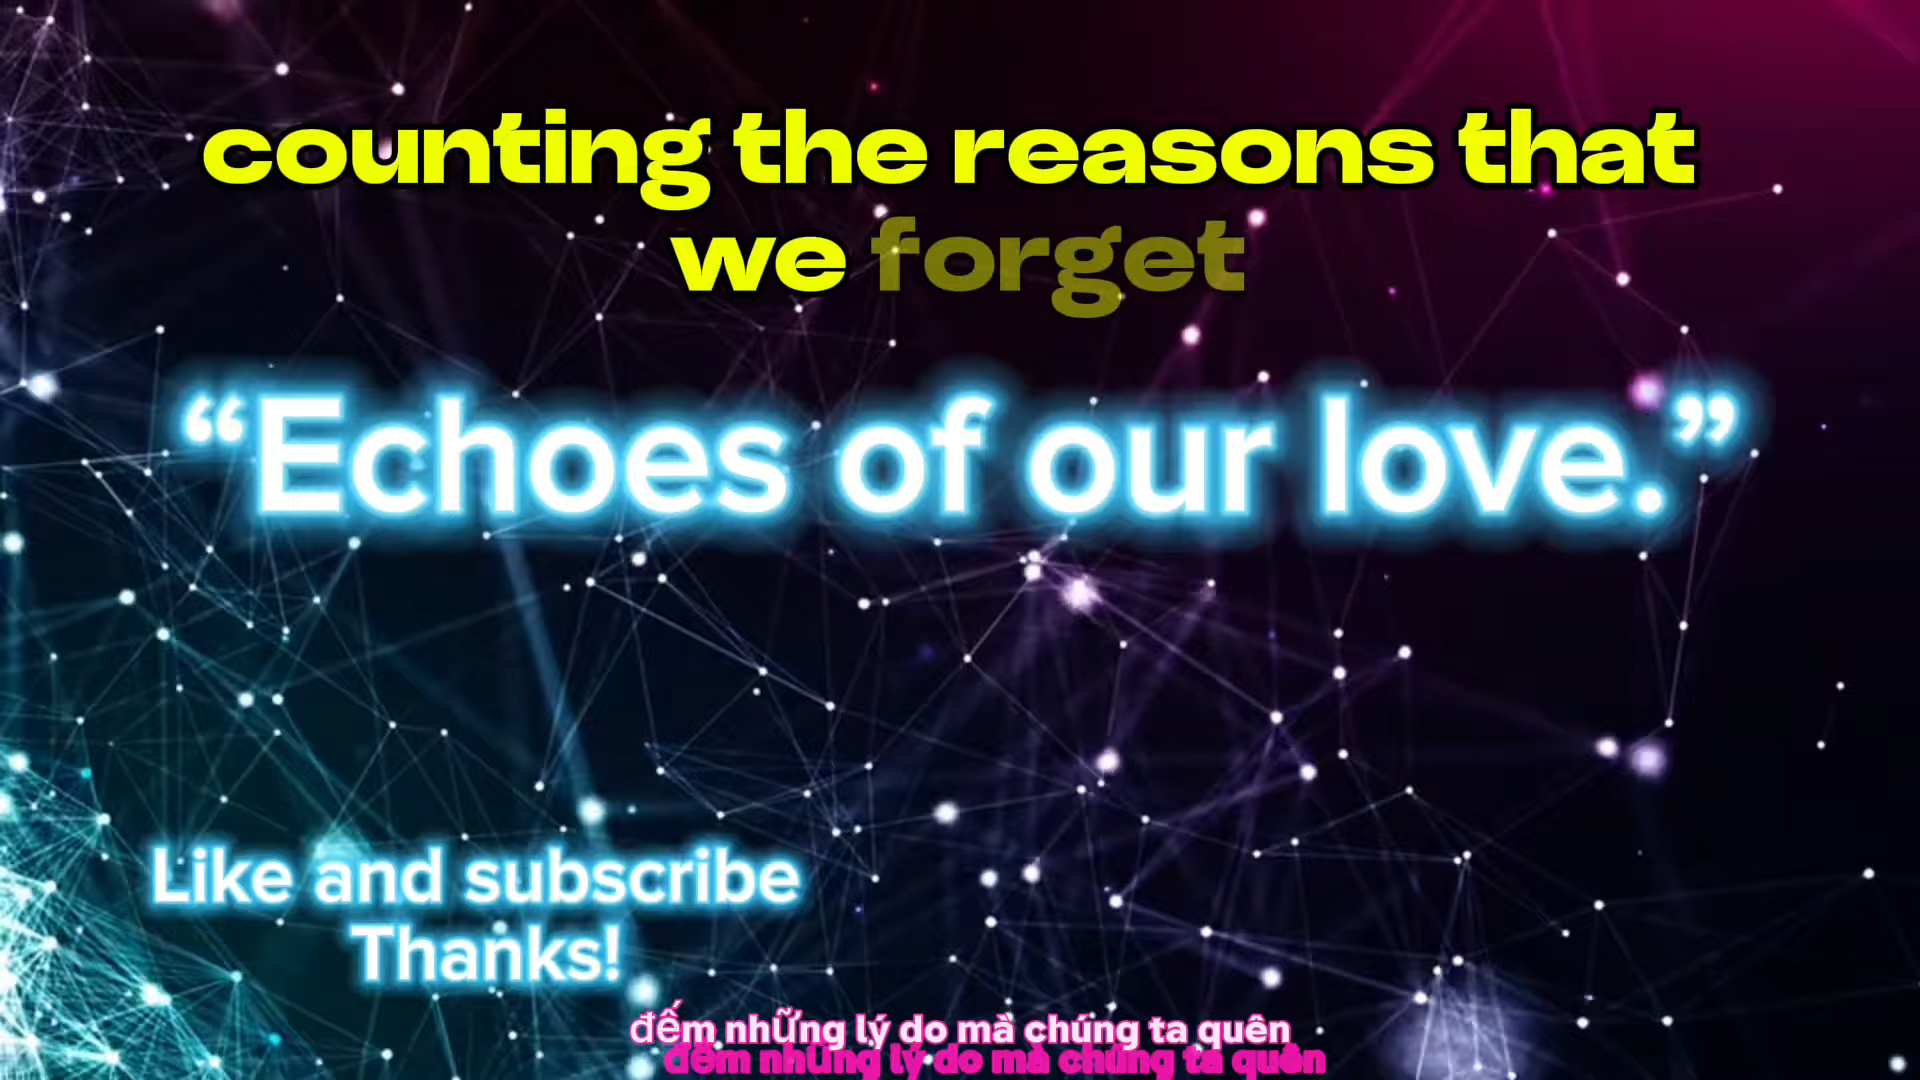 counting the reasons that
we forget
“Echoes of our love.”
Like and subscribe
Thanks!
đếm những lý do mà chúng ta quên
đếm những lý do mà chúng ta quên